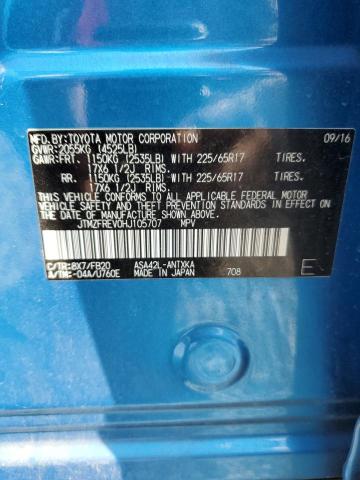 MFD.BY:TOYOTA MOTOR CORPORATION 09/16
GVWR:2055KG (4525LB)
GAWR:FRT. 1150KG (2535LB) WITH 225/65R17 TIRES.
17X6 1/2J RIMS.
RR. 1150KG (2535LB) WITH 225/65R17 TIRES.
17X6 1/2J RIMS.
THIS VEHICLE CONFORMS TO ALL APPLICABLE FEDERAL MOTOR
VEHICLE SAFETY, BUMPER, AND THEFT PREVENTION STANDARDS
IN EFFECT ON THE DATE OF MANUFACTURE SHOWN ABOVE.
JTMZFREV0HJ105707 MPV
C/TR:8X7/FB20 ASA42L-ANTXKA
A/TM:-04A/U760E MADE IN JAPAN 708 E